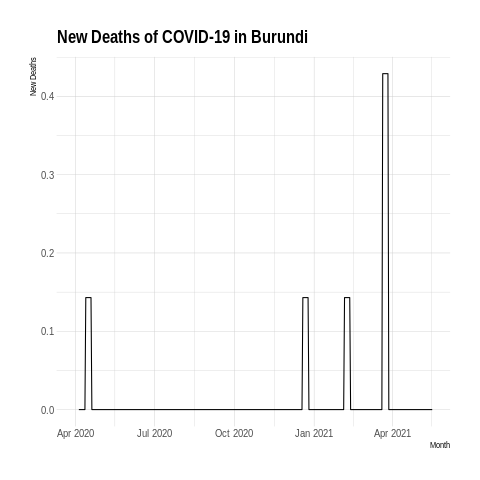 New Deaths of COVID-19 in Burundi
New Deaths
0.4
0.3
0.2
0.1
0.0
Apr 2020 Jul 2020 Oct 2020 Jan 2021 Apr 2021
Month